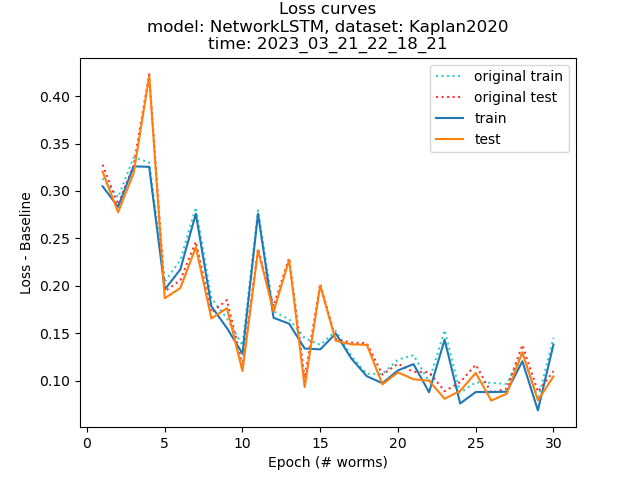 Loss curves
model: NetworkLSTM, dataset: Kaplan2020
time: 2023_03_21_22_18_21
original train
original test
train
test
0.40
0.35
0.30
0.25
0.20
0.15
0.10
Loss - Baseline
0 5 10 15 20 25 30
Epoch (# worms)